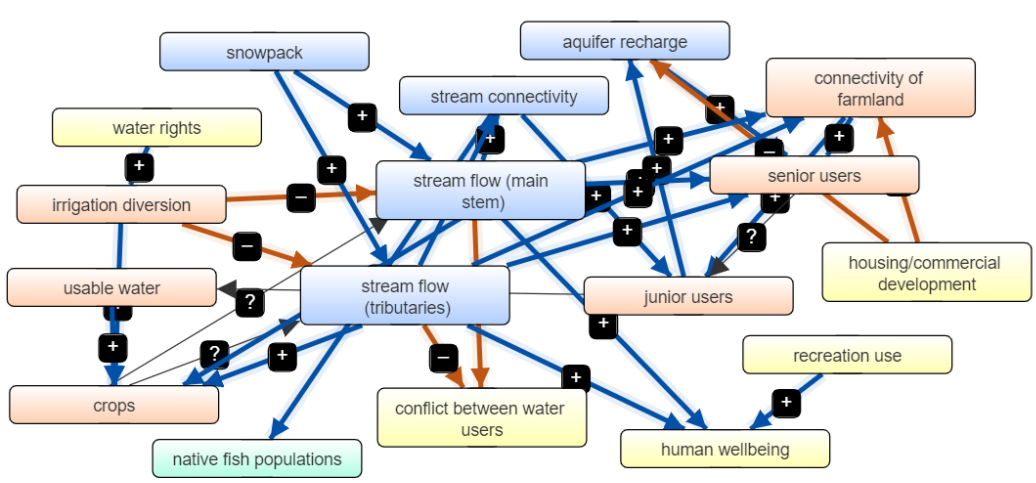 snowpack
aquifer recharge
stream connectivity
connectivity of
farmland
water rights
+
+
+
+
+
+
–
+
+
stream flow (main
stem)
senior users
irrigation diversion
–
+
+
+
–
+
?
housing/commercial
development
usable water
?
stream flow
(tributaries)
junior users
+
+
?
+
–
+
recreation use
crops
conflict between water
users
+
human wellbeing
native fish populations